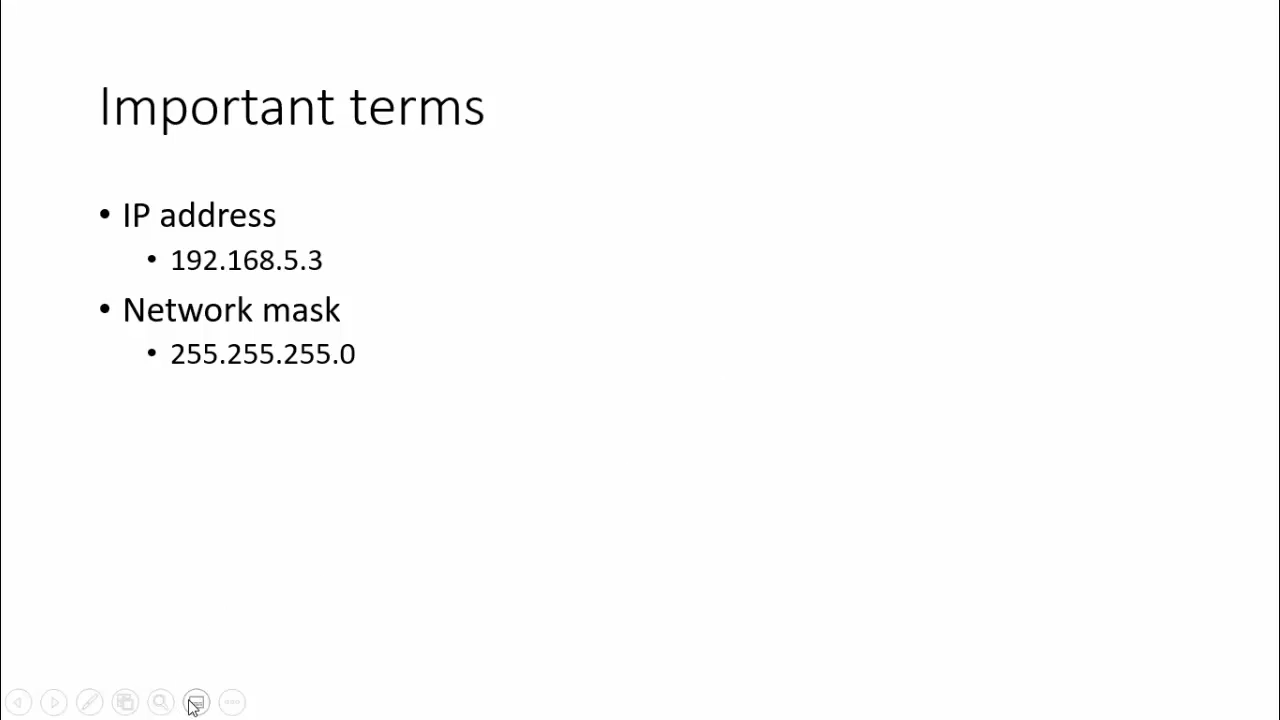 Important terms
• IP address
• 192.168.5.3
• Network mask
• 255.255.255.0